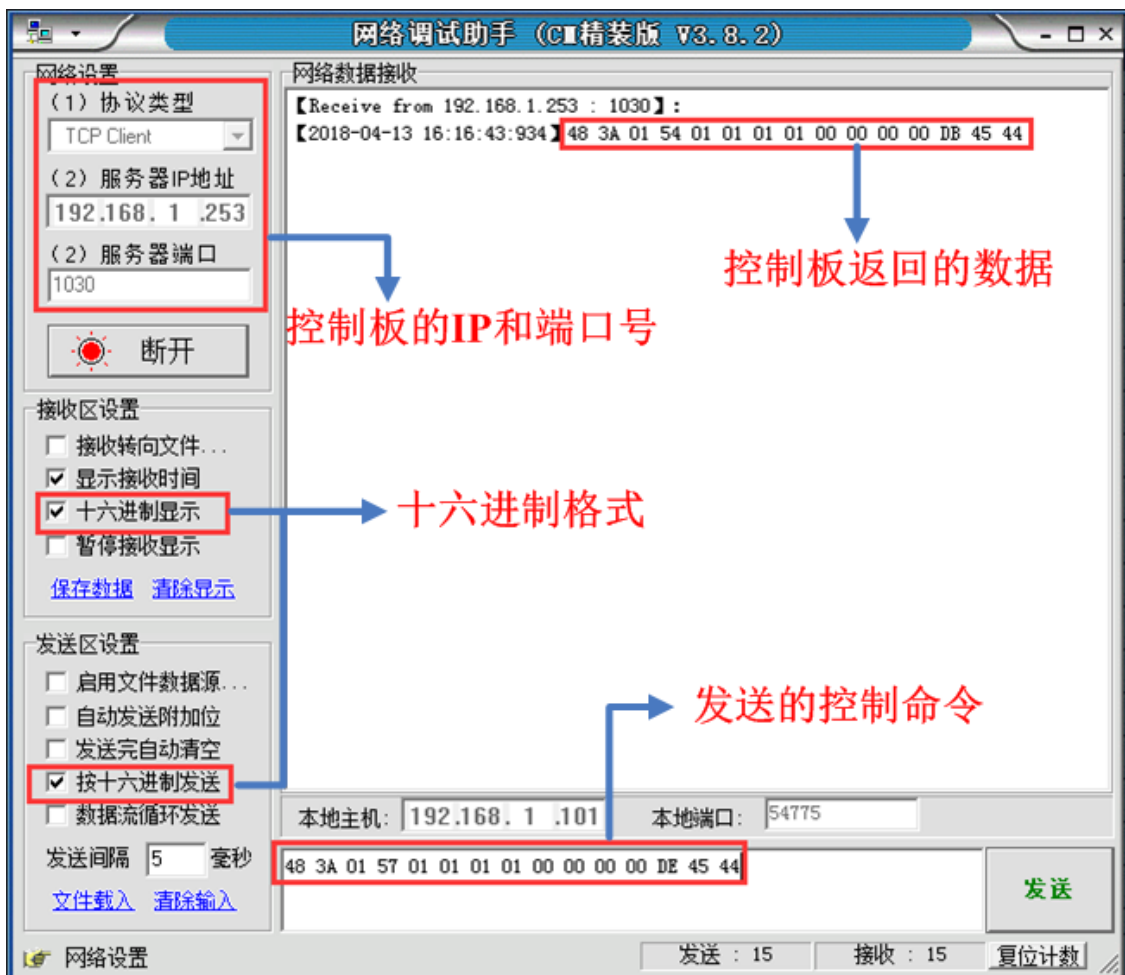 网络调试助手 (CM精装版 V3.8.2)
网络设置
(1) 协议类型
TCP Client
(2) 服务器IP地址
192.168. 1 .253
(2) 服务器端口
1030
断开
控制板的IP和端口号
接收区设置
接收转向文件...
显示接收时间
十六进制显示
暂停接收显示
保存数据 清除显示
十六进制格式
发送区设置
启用文件数据源...
自动发送附加位
发送完自动清空
按十六进制发送
数据流循环发送
发送间隔 5 毫秒
文件载入 清除输入
网络数据接收
【Receive from 192.168.1.253 : 1030】:
【2018-04-13 16:16:43:934】48 3A 01 54 01 01 01 01 00 00 00 00 DB 45 44
控制板返回的数据
发送的控制命令
本地主机: 192.168. 1 .101 本地端口: 54775
48 3A 01 57 01 01 01 01 00 00 00 00 DE 45 44
发送
网络设置
发送 : 15 接收 : 15 复位计数